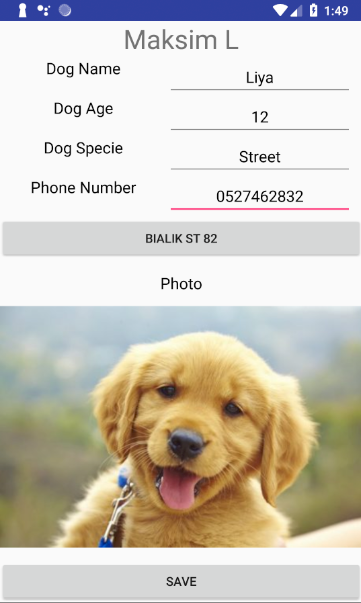 1:49
Maksim L
Dog Name Liya
Dog Age 12
Dog Specie Street
Phone Number 0527462832
BIALIK ST 82
Photo
SAVE